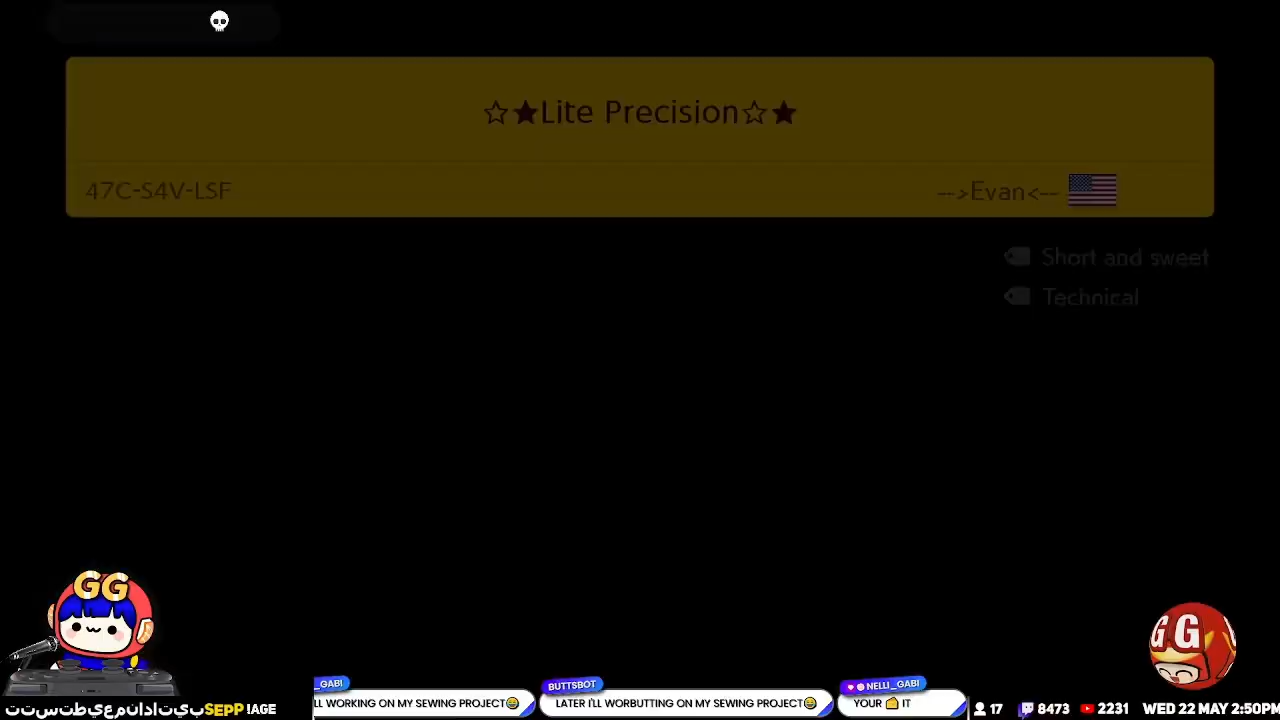 ☆★Lite Precision☆★
47C-S4V-LSF
-->Evan<--
Short and sweet
Technical
GG
GG
_GABI
LL WORKING ON MY SEWING PROJECT😅
BUTTSBOT
LATER I'LL WORBUTTING ON MY SEWING PROJECT😅
NELLI_GABI
YOUR 🧀 IT
SEPP !AGE
17
8473
2231
WED 22 MAY 2:50PM